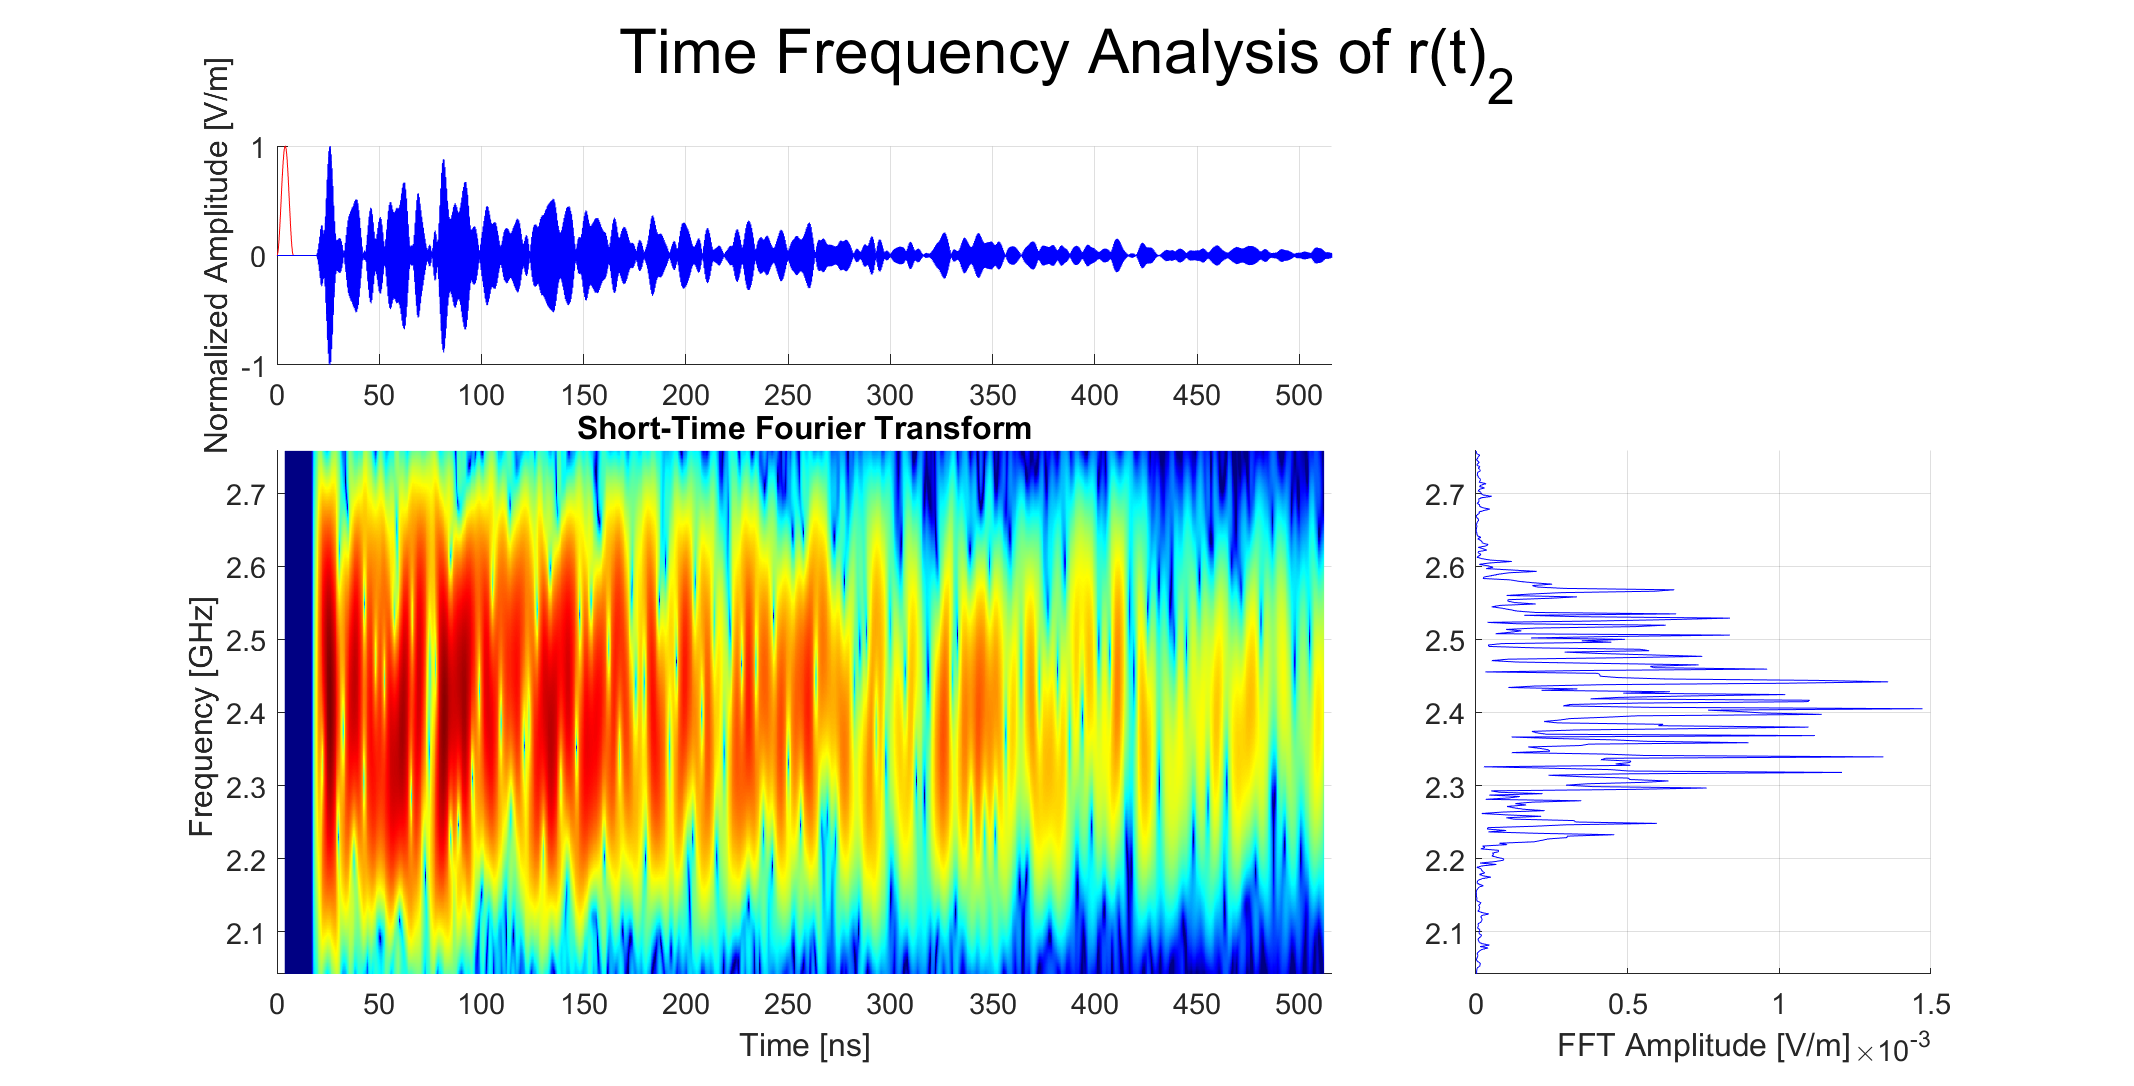 Time Frequency Analysis of r(t)₂
Normalized Amplitude [V/m]
1
0
-1
0 50 100 150 200 250 300 350 400 450 500
Short-Time Fourier Transform
Frequency [GHz]
2.7
2.6
2.5
2.4
2.3
2.2
2.1
0 50 100 150 200 250 300 350 400 450 500
Time [ns]
2.7
2.6
2.5
2.4
2.3
2.2
2.1
0 0.5 1 1.5
FFT Amplitude [V/m] ×10⁻³